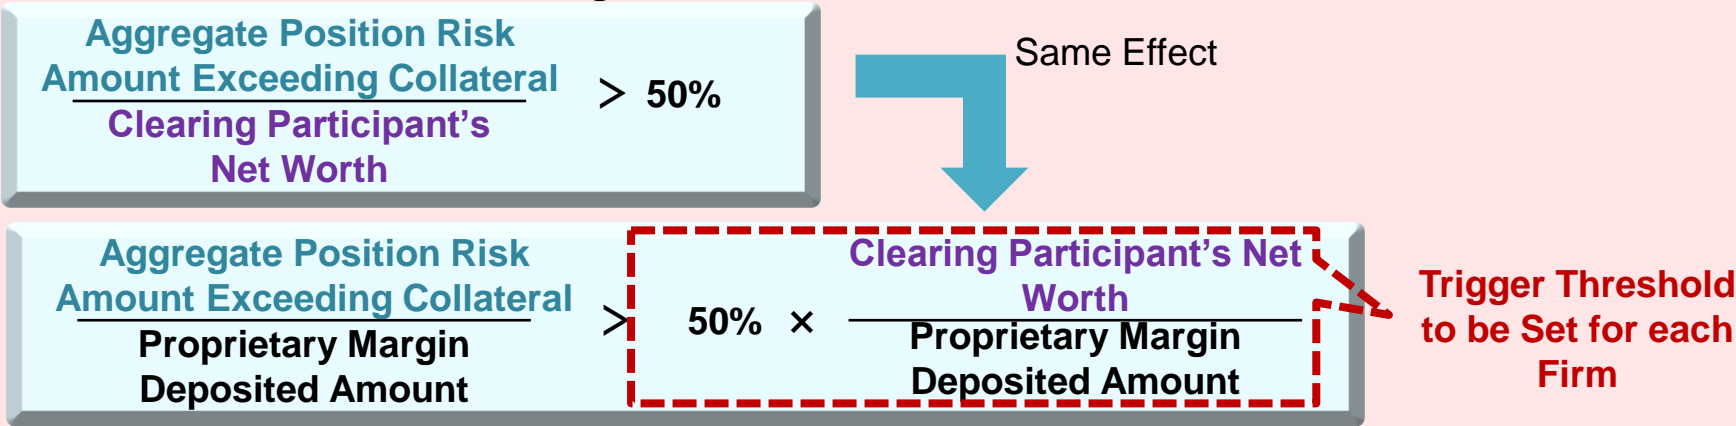 Aggregate Position Risk
Amount Exceeding Collateral
> 50%
Clearing Participant's
Net Worth
Same Effect
Aggregate Position Risk
Amount Exceeding Collateral
Proprietary Margin
Deposited Amount
>
50% ×
Clearing Participant's Net
Worth
Proprietary Margin
Deposited Amount
Trigger Threshold
to be Set for each
Firm